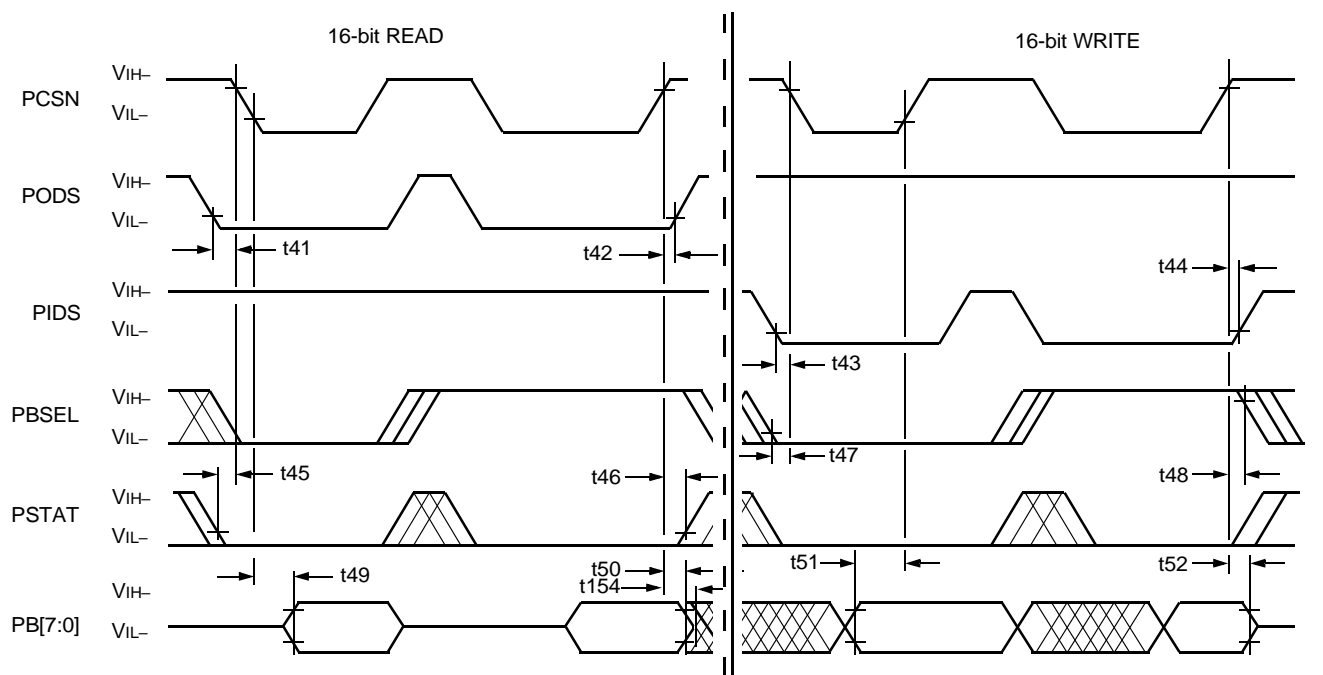 16-bit READ
16-bit WRITE
PCSN
VIH–
VIL–
PODS
VIH–
VIL–
t41
t42
t44
PIDS
VIH–
VIL–
t43
PBSEL
VIH–
VIL–
t45
t46
t47
t48
PSTAT
VIH–
VIL–
t49
t50
t154
t51
t52
PB[7:0]
VIH–
VIL–